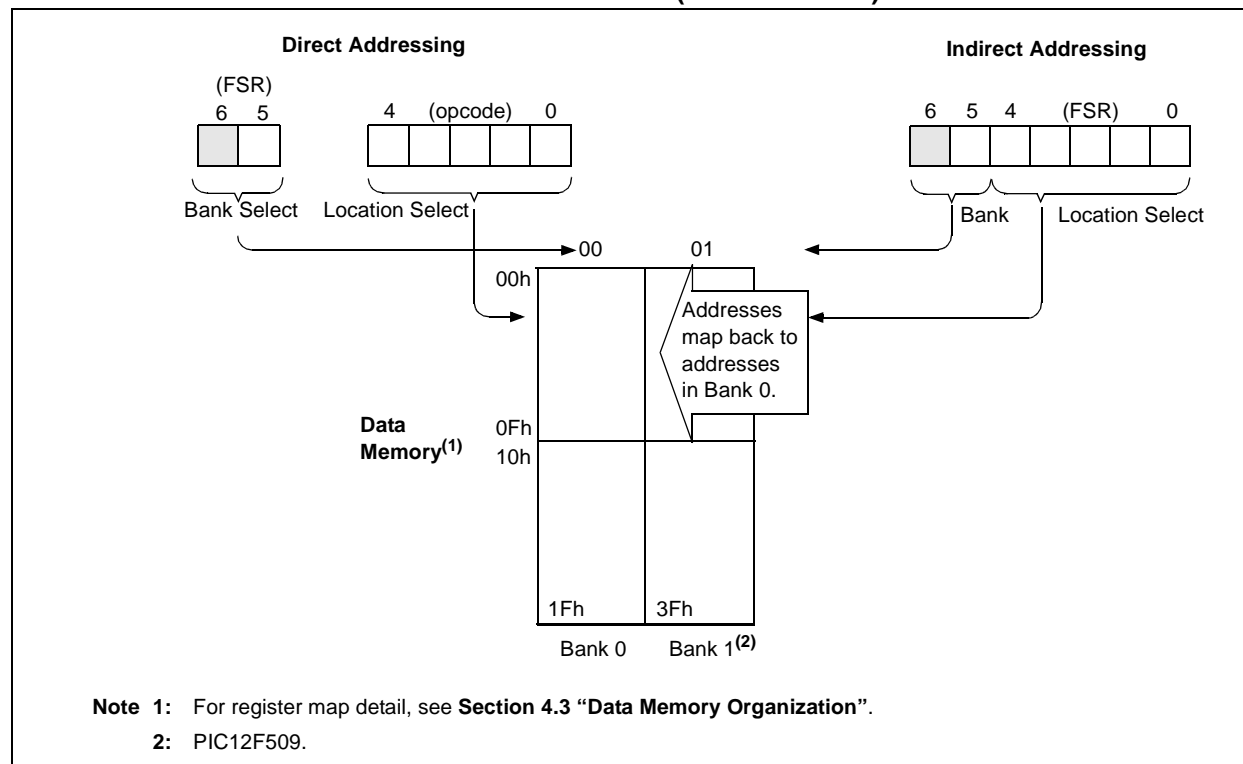 Direct Addressing
Indirect Addressing
(FSR)
6 5
4 (opcode) 0
6 5 4 (FSR) 0
Bank Select
Location Select
Bank
Location Select
00
01
00h
Addresses
map back to
addresses
in Bank 0.
Data
Memory(1)
0Fh
10h
1Fh
3Fh
Bank 0
Bank 1(2)
Note 1: For register map detail, see Section 4.3 “Data Memory Organization”.
2: PIC12F509.